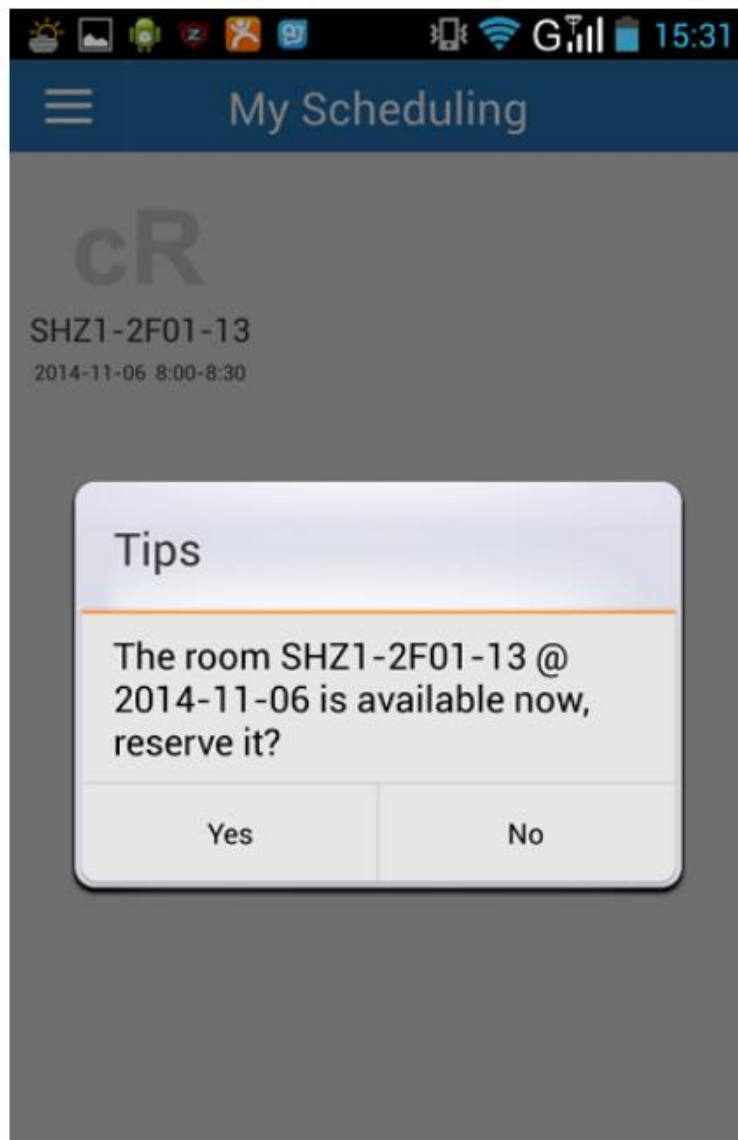 G 15:31
My Scheduling
cR
SHZ1-2F01-13
2014-11-06 8:00-8:30
Tips
The room SHZ1-2F01-13 @
2014-11-06 is available now,
reserve it?
Yes No